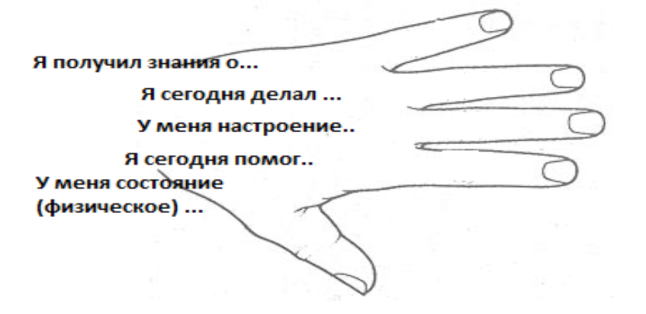 Я получил знания о...
Я сегодня делал ...
У меня настроение..
Я сегодня помог..
У меня состояние
(физическое) ...